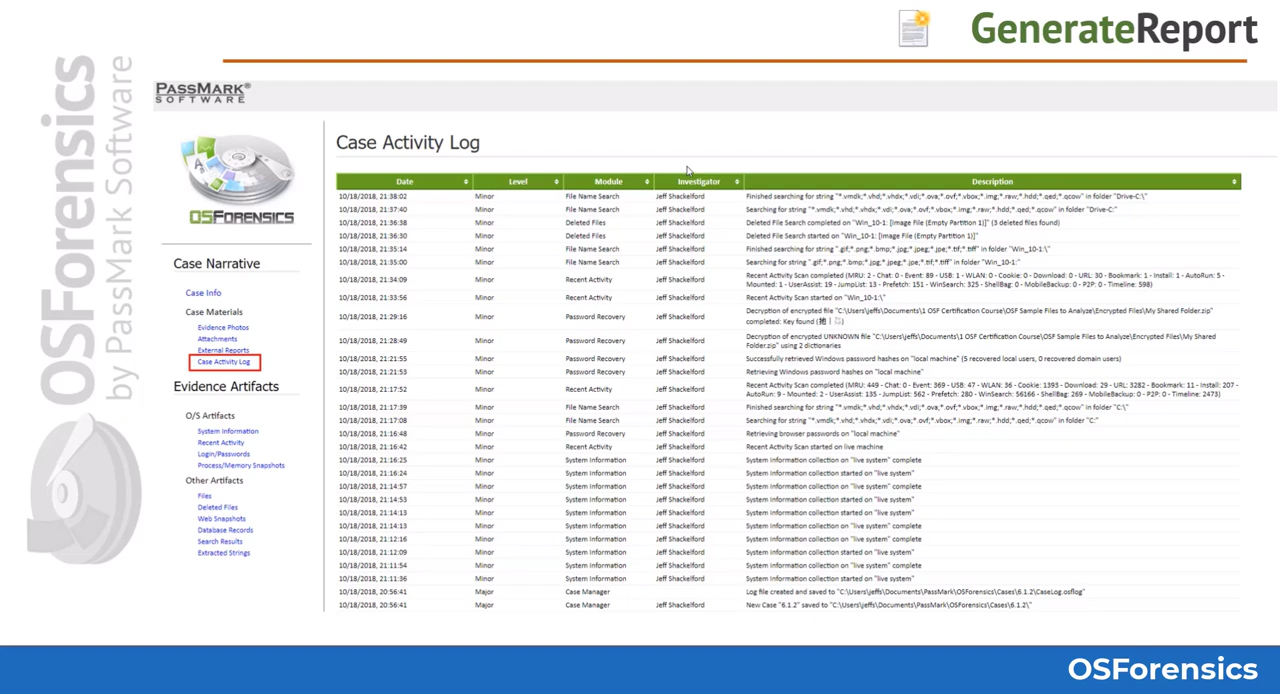 GenerateReport
OSForensics
by PassMark Software
PASSMARK®
SOFTWARE
OSFORENSICS
Case Narrative
Case Info
Case Materials
Evidence Photos
Attachments
External Reports
Case Activity Log
Evidence Artifacts
O/S Artifacts
System Information
Recent Activity
Login/Passwords
Process/Memory Snapshots
Other Artifacts
Files
Deleted Files
Web Snapshots
Database Records
Search Results
Extracted Strings
Case Activity Log
Date Level Module Investigator Description
10/18/2018, 21:38:02 Minor File Name Search Jeff Shackelford Finished searching for string "*.vmdk;*.vhd;*.vhdx;*.vdi;*.ova;*.ovf;*.vbox;*.img;*.raw;*.hdd;*.qed;*.qcow" in folder "Drive-C:\"
10/18/2018, 21:37:40 Minor File Name Search Jeff Shackelford Searching for string "*.vmdk;*.vhd;*.vhdx;*.vdi;*.ova;*.ovf;*.vbox;*.img;*.raw;*.hdd;*.qed;*.qcow" in folder "Drive-C:"
10/18/2018, 21:36:38 Minor Deleted Files Jeff Shackelford Deleted File Search completed on "Win_10-1: [Image File (Empty Partition 1]" (3 deleted files found)
10/18/2018, 21:36:30 Minor Deleted Files Jeff Shackelford Deleted File Search started on "Win_10-1: [Image File (Empty Partition 1]"
10/18/2018, 21:35:14 Minor File Name Search Jeff Shackelford Finished searching for string ".gif;*.png;*.bmp;*.jpg;*.jpeg;*.jpe;*.tif;*.tiff" in folder "Win_10-1:\"
10/18/2018, 21:35:00 Minor File Name Search Jeff Shackelford Searching for string ".gif;*.png;*.bmp;*.jpg;*.jpeg;*.jpe;*.tif;*.tiff" in folder "Win_10-1:"
10/18/2018, 21:34:09 Minor Recent Activity Jeff Shackelford Recent Activity Scan completed (MRU: 2 - Chat: 0 - Event: 89 - USB: 1 - WLAN: 0 - Cookie: 0 - Download: 0 - URL: 30 - Bookmark: 1 - Install: 1 - AutoRun: 5 -
Mounted: 1 - UserAssist: 19 - JumpList: 13 - Prefetch: 151 - WinSearch: 325 - ShellBag: 0 - MobileBackup: 0 - P2P: 0 - Timeline: 598)
10/18/2018, 21:33:56 Minor Recent Activity Jeff Shackelford Recent Activity Scan started on "Win_10-1:\"
10/18/2018, 21:29:16 Minor Password Recovery Jeff Shackelford Decryption of encrypted file "C:\Users\jeffs\Documents\1 OSF Certification Course\OSF Sample Files to Analyze\Encrypted Files\My Shared Folder.zip"
completed: Key found
10/18/2018, 21:28:49 Minor Password Recovery Jeff Shackelford Decryption of encrypted UNKNOWN file "C:\Users\jeffs\Documents\1 OSF Certification Course\OSF Sample Files to Analyze\Encrypted Files\My Shared
Folder.zip" using 2 dictionaries
10/18/2018, 21:21:55 Minor Password Recovery Jeff Shackelford Successfully retrieved Windows password hashes on "local machine" (5 recovered local users, 0 recovered domain users)
10/18/2018, 21:21:53 Minor Password Recovery Jeff Shackelford Retrieving Windows password hashes on "local machine"
10/18/2018, 21:17:52 Minor Recent Activity Jeff Shackelford Recent Activity Scan completed (MRU: 449 - Chat: 0 - Event: 369 - USB: 47 - WLAN: 36 - Cookie: 1393 - Download: 29 - URL: 3282 - Bookmark: 11 - Install: 207 -
AutoRun: 9 - Mounted: 2 - UserAssist: 135 - JumpList: 562 - Prefetch: 280 - WinSearch: 56166 - ShellBag: 269 - MobileBackup: 0 - P2P: 0 - Timeline: 2473)
10/18/2018, 21:17:39 Minor File Name Search Jeff Shackelford Finished searching for string "*.vmdk;*.vhd;*.vhdx;*.vdi;*.ova;*.ovf;*.vbox;*.img;*.raw;*.hdd;*.qed;*.qcow" in folder "C:\"
10/18/2018, 21:17:08 Minor File Name Search Jeff Shackelford Searching for string "*.vmdk;*.vhd;*.vhdx;*.vdi;*.ova;*.ovf;*.vbox;*.img;*.raw;*.hdd;*.qed;*.qcow" in folder "C:"
10/18/2018, 21:16:48 Minor Password Recovery Jeff Shackelford Retrieving browser passwords on "local machine"
10/18/2018, 21:16:42 Minor Recent Activity Jeff Shackelford Recent Activity Scan started on live machine
10/18/2018, 21:16:25 Minor System Information Jeff Shackelford System Information collection on "live system" complete
10/18/2018, 21:16:24 Minor System Information Jeff Shackelford System Information collection started on "live system"
10/18/2018, 21:14:57 Minor System Information Jeff Shackelford System Information collection on "live system" complete
10/18/2018, 21:14:53 Minor System Information Jeff Shackelford System Information collection started on "live system"
10/18/2018, 21:14:13 Minor System Information Jeff Shackelford System Information collection started on "live system"
10/18/2018, 21:14:13 Minor System Information Jeff Shackelford System Information collection on "live system" complete
10/18/2018, 21:12:16 Minor System Information Jeff Shackelford System Information collection on "live system" complete
10/18/2018, 21:12:09 Minor System Information Jeff Shackelford System Information collection started on "live system"
10/18/2018, 21:11:54 Minor System Information Jeff Shackelford System Information collection on "live system" complete
10/18/2018, 21:11:36 Minor System Information Jeff Shackelford System Information collection started on "live system"
10/18/2018, 20:56:41 Major Case Manager Log file created and saved to "C:\Users\jeffs\Documents\PassMark\OSForensics\Cases\6.1.2\CaseLog.osflog"
10/18/2018, 20:56:41 Major Case Manager Jeff Shackelford New Case "6.1.2" saved to "C:\Users\jeffs\Documents\PassMark\OSForensics\Cases\6.1.2\"
OSForensics